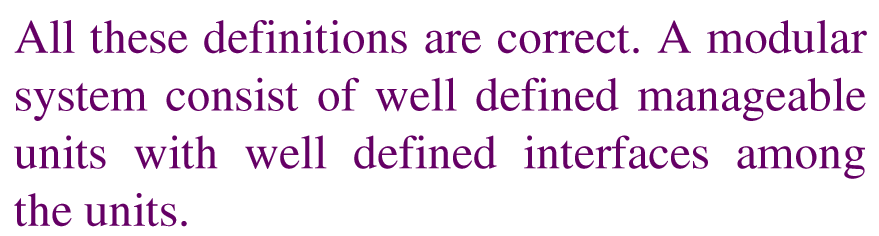 All these definitions are correct. A modular
system consist of well defined manageable
units with well defined interfaces among
the units.